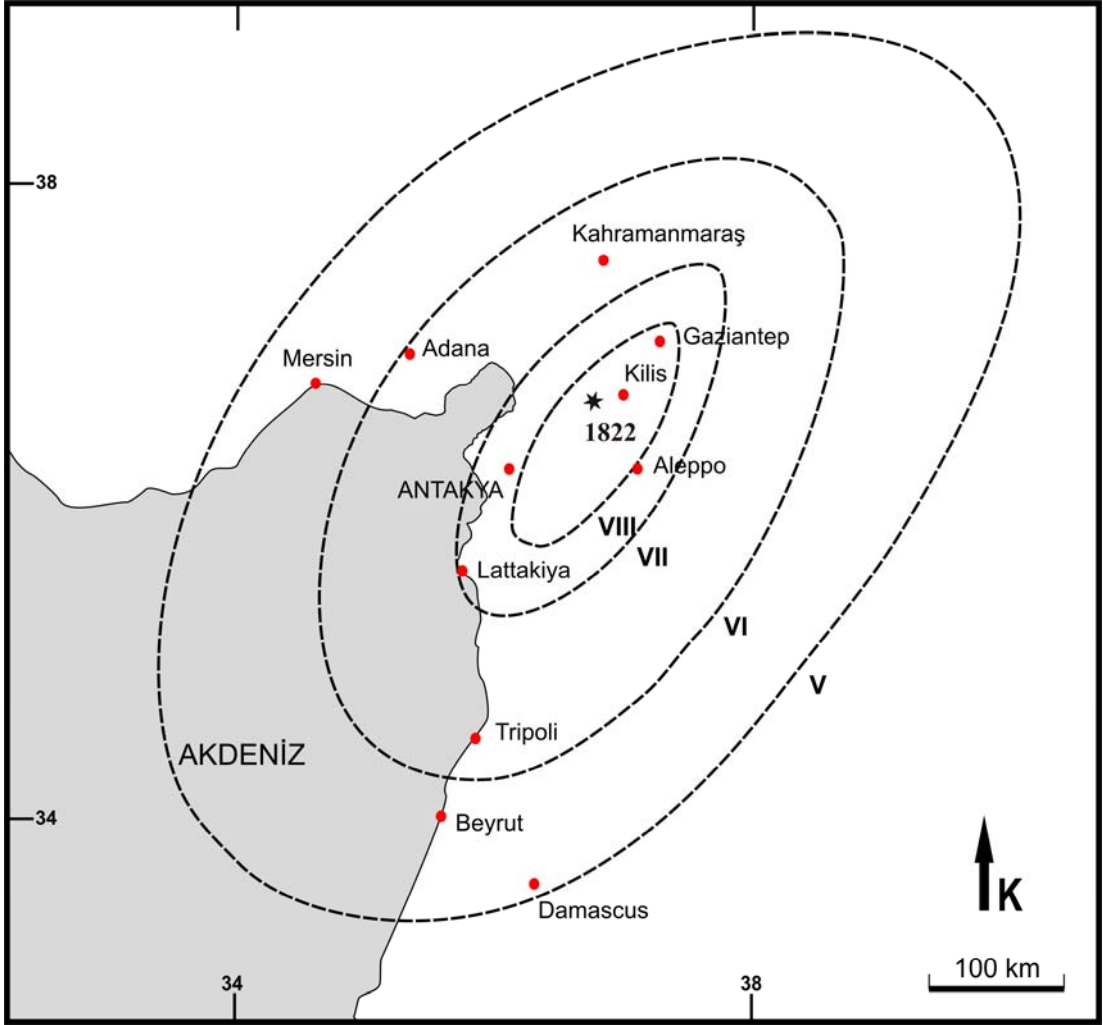 38
Kahramanmaraş
Gaziantep
Adana
Mersin
Kilis
1822
Aleppo
ANTAKYA
VIII
VII
Lattakiya
VI
V
Tripoli
AKDENİZ
34
Beyrut
Damascus
K
100 km
34
38